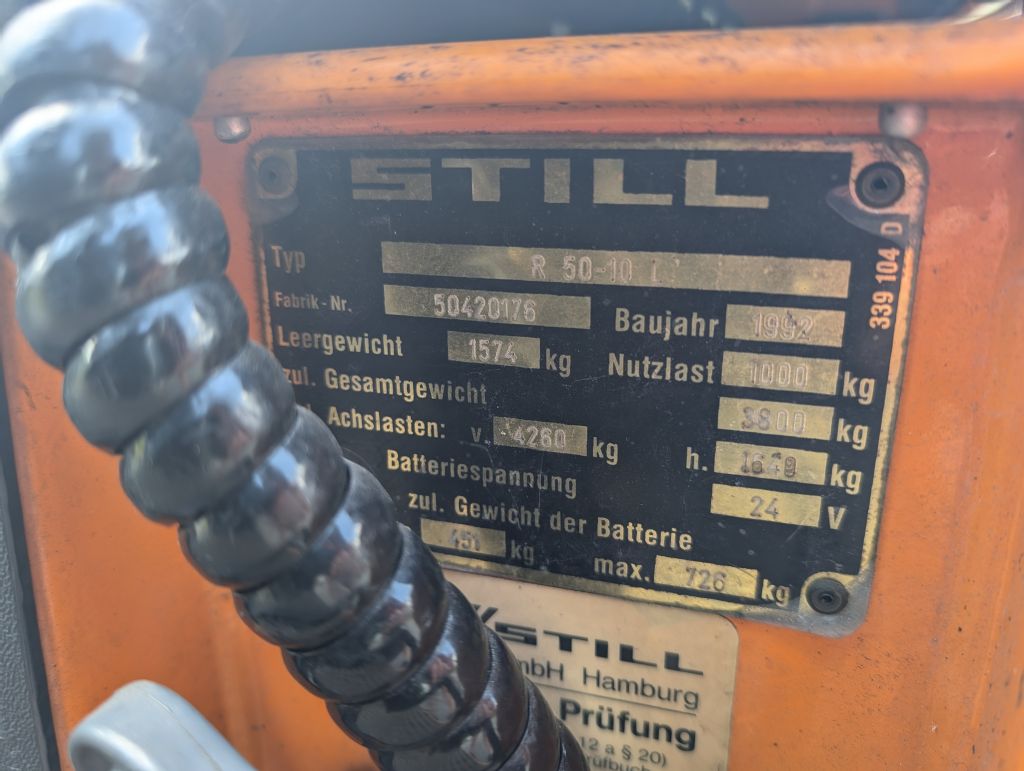 STILL
Typ R 50-10 L
Fabrik-Nr. 50420176 Baujahr 1992
Leergewicht 1574 kg Nutzlast 1000 kg
zul. Gesamtgewicht 3800 kg
Achslasten: v. 4260 kg h. kg
Batteriespannung 24 V
zul. Gewicht der Batterie
kg max. 726 kg
339 104 D
STILL
Hamburg
Prüfung
12 a § 20)